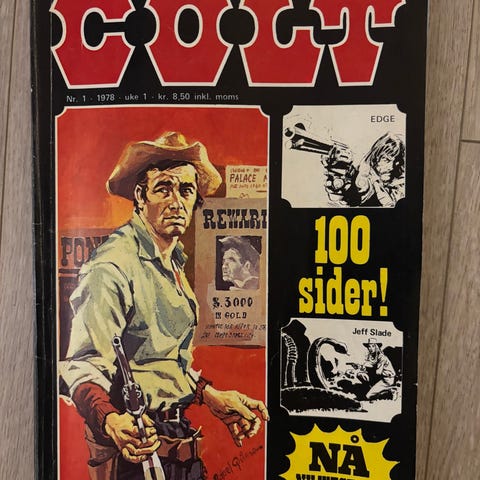 COLT
Nr. 1 - 1978 - uke 1 - kr. 8,50 inkl. moms
EDGE
PALACE
REWARD
PON
$.3000
IN GOLD
100
sider!
Jeff Slade
NÅ